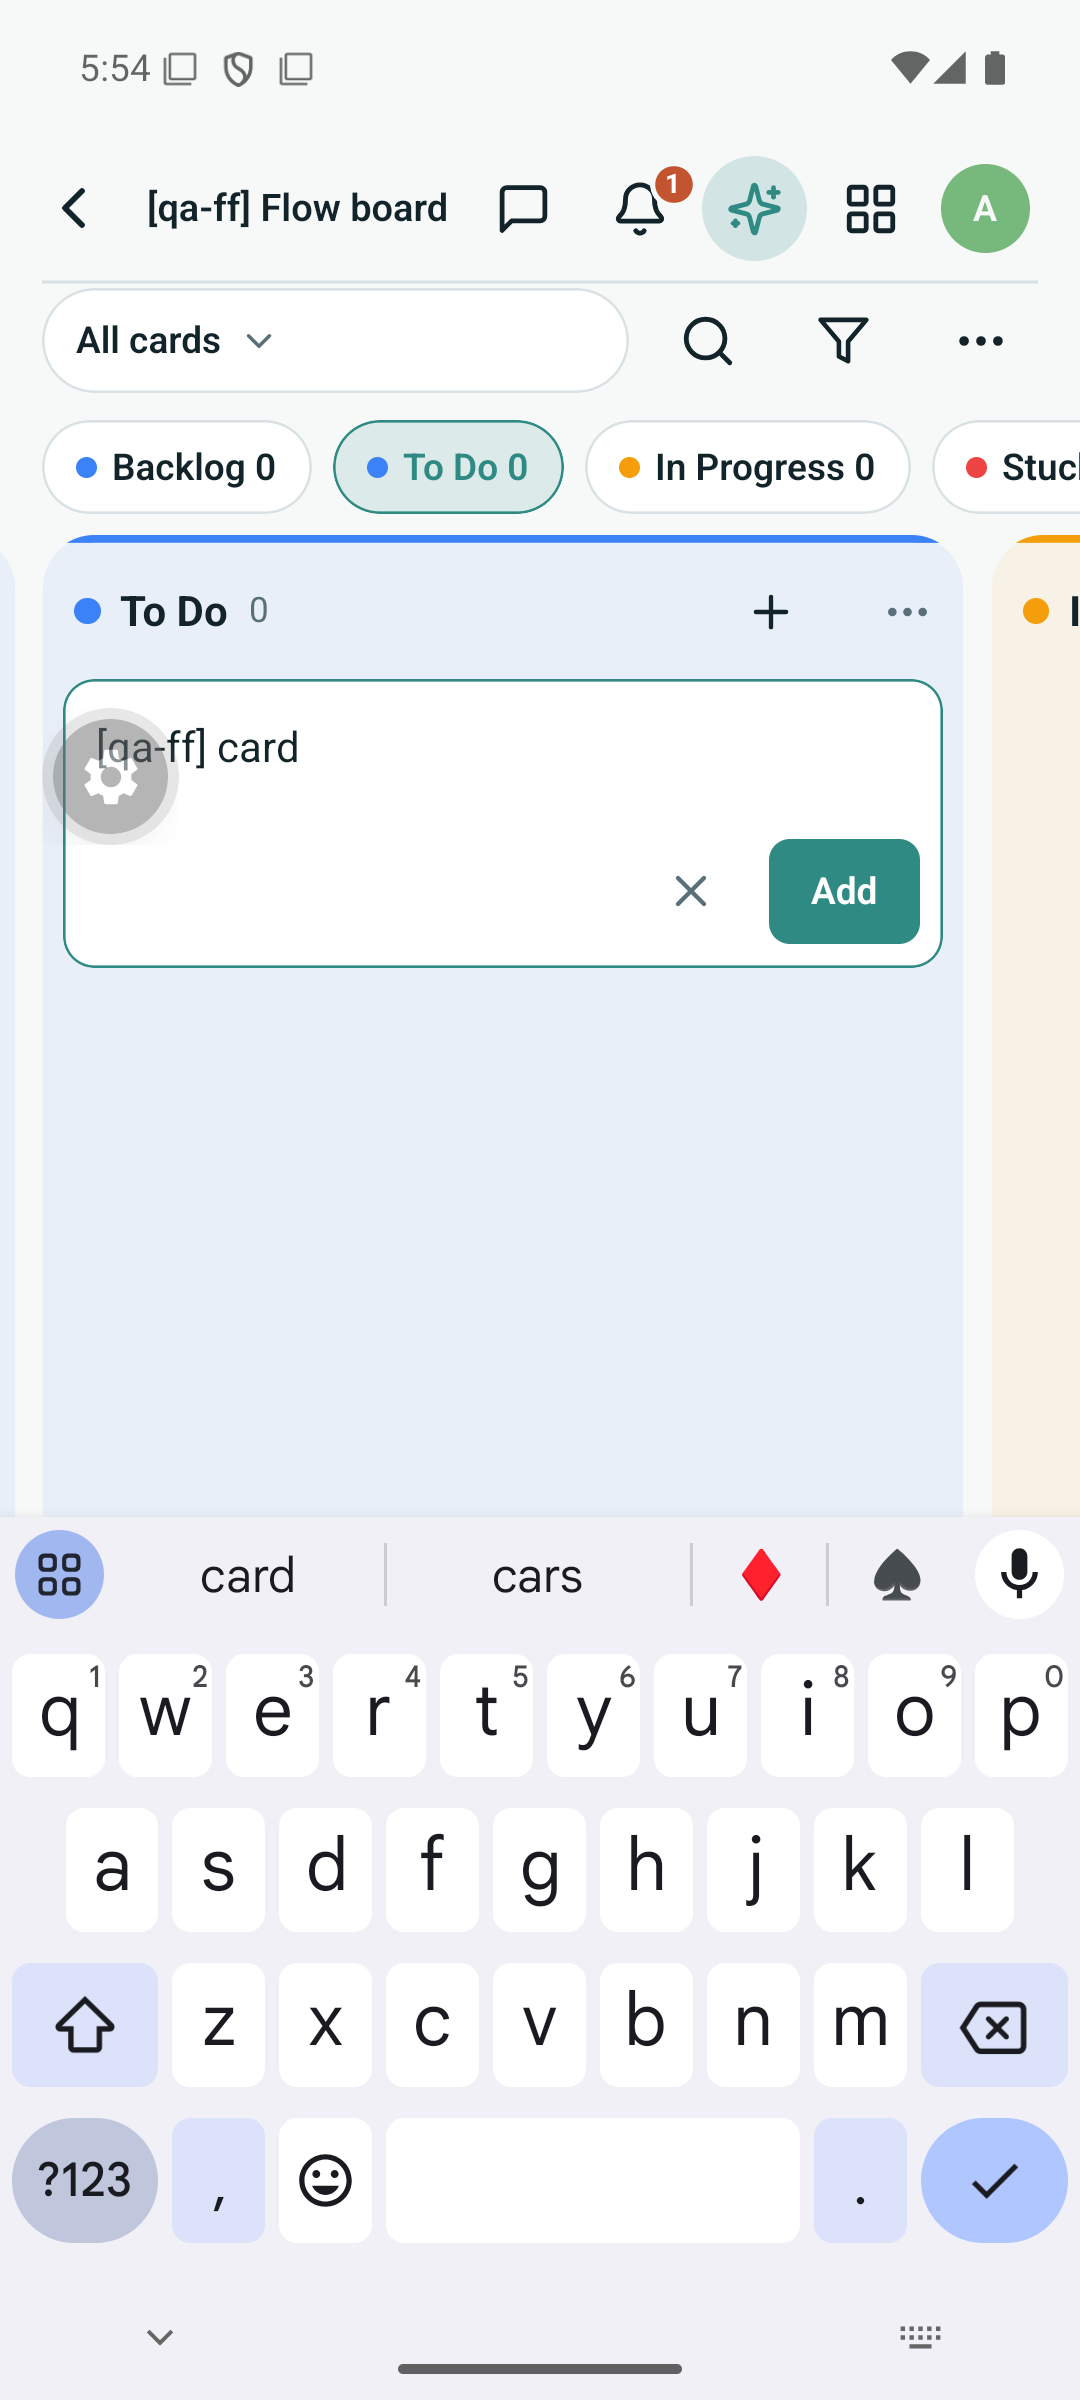 5:54
[qa-ff] Flow board
1
A
All cards
Backlog 0
To Do 0
In Progress 0
Stuc
To Do 0
I
[qa-ff] card
Add
card cars
q1 w2 e3 r4 t5 y6 u7 i8 o9 p0
a s d f g h j k l
z x c v b n m
?123 , .